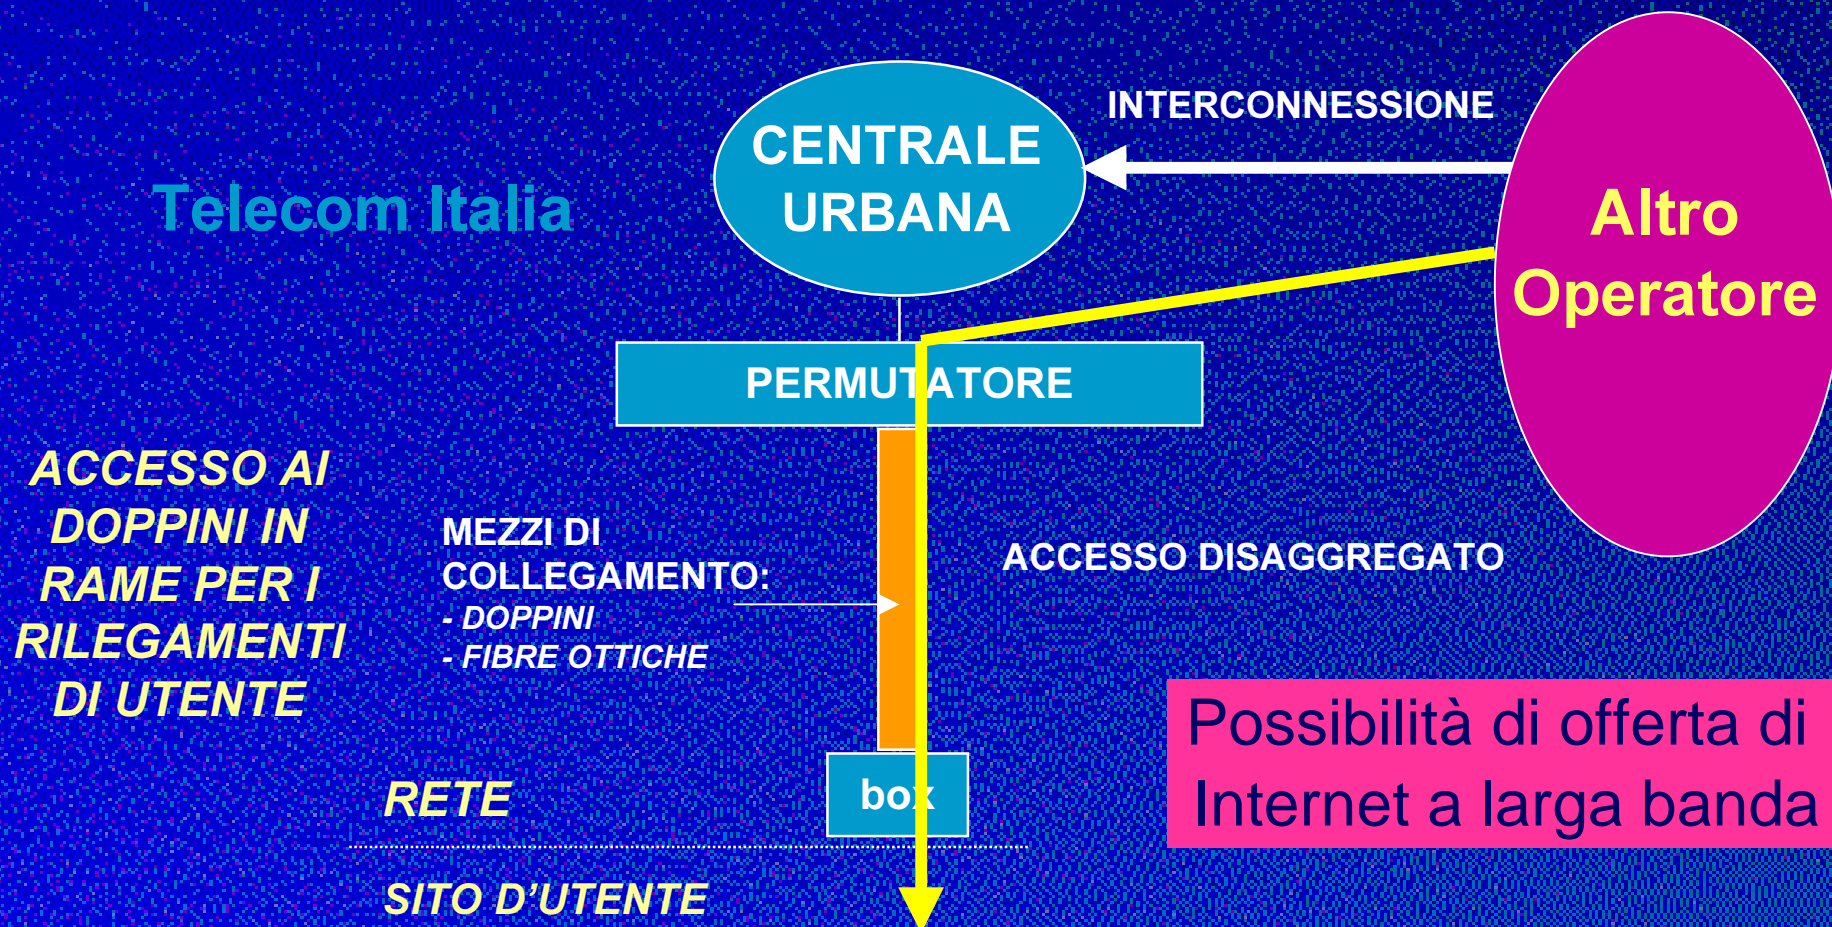 INTERCONNESSIONE
CENTRALE
URBANA
Telecom Italia
Altro
Operatore
PERMUTATORE
ACCESSO AI
DOPPINI IN
RAME PER I
RILEGAMENTI
DI UTENTE
MEZZI DI
COLLEGAMENTO:
- DOPPINI
- FIBRE OTTICHE
ACCESSO DISAGGREGATO
Possibilità di offerta di
Internet a larga banda
box
RETE
SITO D’UTENTE